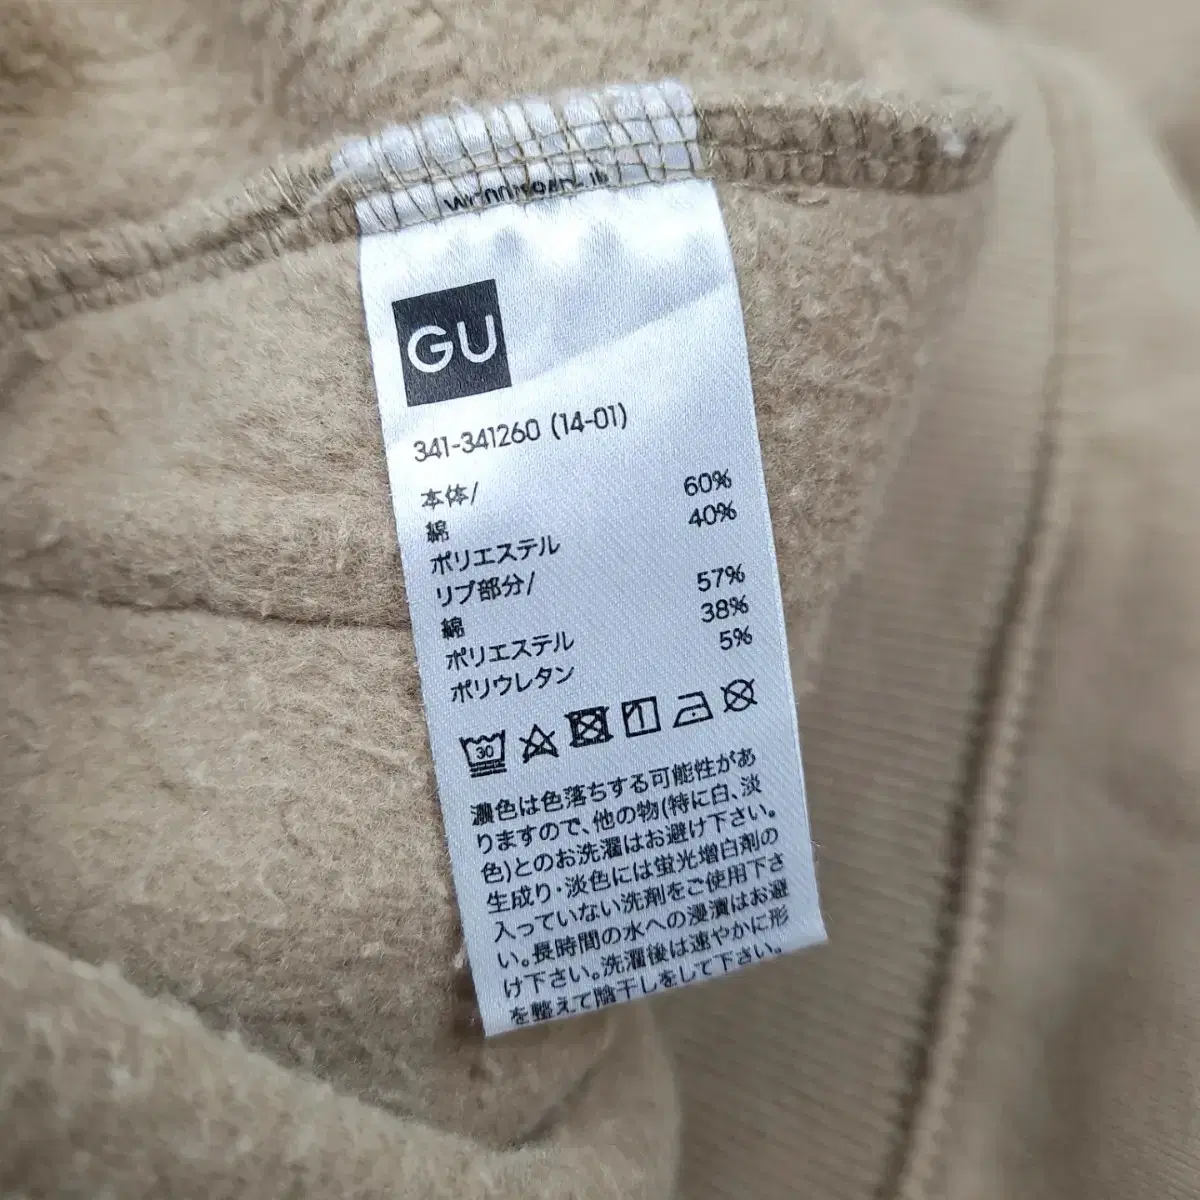 GU
341-341260 (14-01)
本体/
綿 60%
ポリエステル 40%
リブ部分/
綿 57%
ポリエステル 38%
ポリウレタン 5%
30
濃色は色落ちする可能性があ
りますので、他の物(特に白、淡
色)とのお洗濯はお避け下さい。
生成り・淡色には蛍光増白剤の
入っていない洗剤をご使用下さ
い。長時間の水への浸漬はお避
け下さい。洗濯後は速やかに形
を整えて陰干しをして下さい。